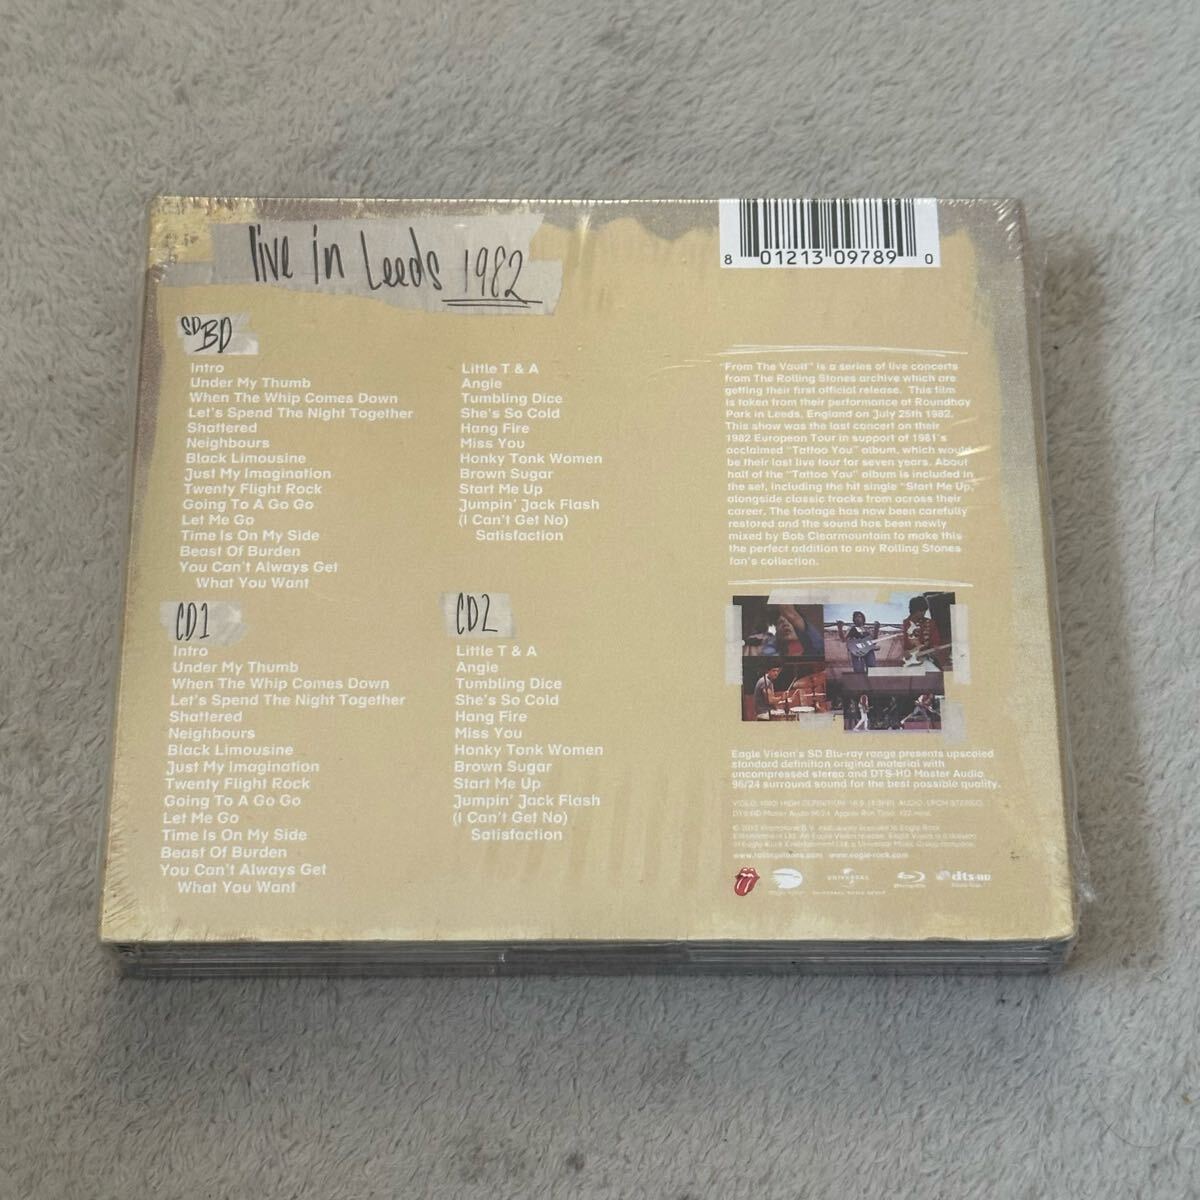 live in Leeds 1982
8 01213 09789 0
SD BD
Intro
Under My Thumb
When The Whip Comes Down
Let's Spend The Night Together
Shattered
Neighbours
Black Limousine
Just My Imagination
Twenty Flight Rock
Going To A Go Go
Let Me Go
Time Is On My Side
Beast Of Burden
You Can't Always Get
What You Want
Little T & A
Angie
Tumbling Dice
She's So Cold
Hang Fire
Miss You
Honky Tonk Women
Brown Sugar
Start Me Up
Jumpin' Jack Flash
(I Can't Get No)
Satisfaction
CD1
Intro
Under My Thumb
When The Whip Comes Down
Let's Spend The Night Together
Shattered
Neighbours
Black Limousine
Just My Imagination
Twenty Flight Rock
Going To A Go Go
Let Me Go
Time Is On My Side
Beast Of Burden
You Can't Always Get
What You Want
CD2
Little T & A
Angie
Tumbling Dice
She's So Cold
Hang Fire
Miss You
Honky Tonk Women
Brown Sugar
Start Me Up
Jumpin' Jack Flash
(I Can't Get No)
Satisfaction
"From The Vault" is a series of live concerts
from The Rolling Stones archive which are
getting their first official release. This film
is taken from their performance at Roundhay
Park in Leeds, England on July 25th 1982.
This show was the last concert on their
1982 European Tour in support of 1981's
acclaimed "Tattoo You" album, which would
be their last live tour for seven years. About
half of the "Tattoo You" album is included in
the set, including the hit single "Start Me Up,"
alongside classic tracks from across their
career. The footage has now been carefully
restored and the sound has been newly
mixed by Bob Clearmountain to make this
the perfect addition to any Rolling Stones
fan's collection.
Eagle Vision's SD Blu-ray range presents upscaled
standard definition original material with
uncompressed stereo and DTS-HD Master Audio
96/24 surround sound for the best possible quality.
www.rollingstones.com www.eagle-rock.com
UNIVERSAL
dts-HD